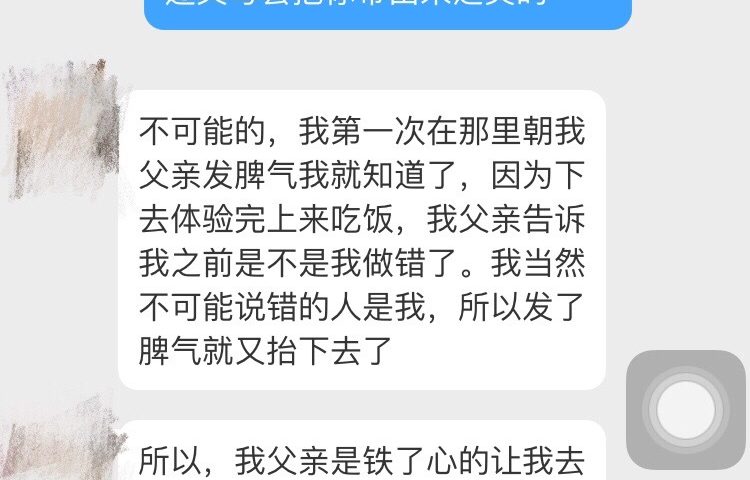 不可能的，我第一次在那里朝我
父亲发脾气我就知道了，因为下
去体验完上来吃饭，我父亲告诉
我之前是不是我做错了。我当然
不可能说错的人是我，所以发了
脾气就又抬下去了
所以，我父亲是铁了心的让我去